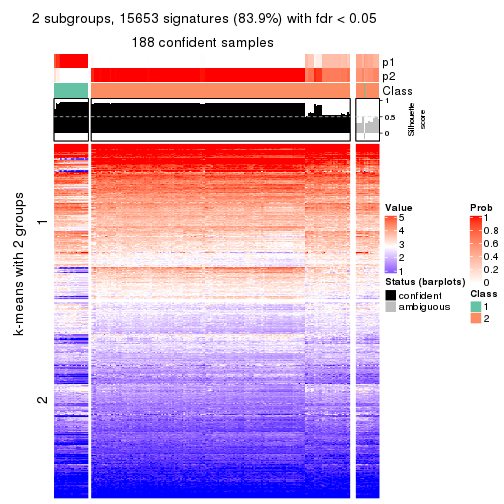 2 subgroups, 15653 signatures (83.9%) with fdr < 0.05
188 confident samples
p1
p2
Class
1
0.5
0
Silhouette
score
k-means with 2 groups
1
2
Value
5
4
3
2
1
Status (barplots)
confident
ambiguous
Prob
1
0.8
0.6
0.4
0.2
0
Class
1
2